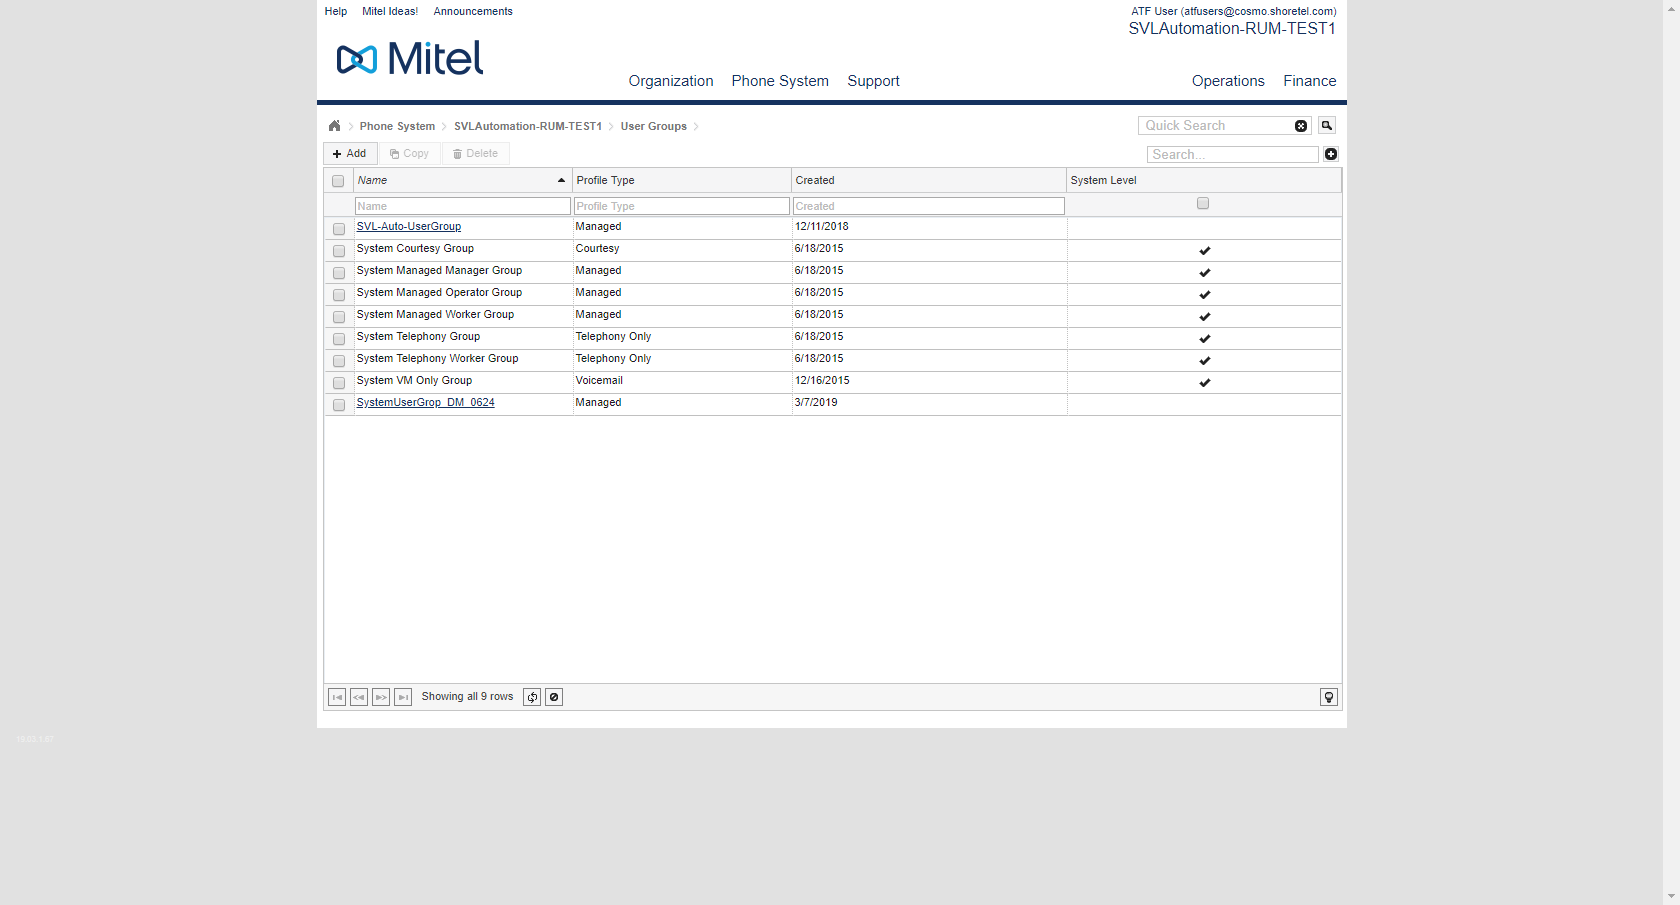 Help Mitel Ideas! Announcements
ATF User (atfusers@cosmo.shoretel.com)
SVLAutomation-RUM-TEST1
Mitel
Organization Phone System Support Operations Finance
Phone System SVLAutomation-RUM-TEST1 User Groups
Quick Search
Add Copy Delete
Search...
Name Profile Type Created System Level
Name Profile Type Created
SVL-Auto-UserGroup Managed 12/11/2018
System Courtesy Group Courtesy 6/18/2015
System Managed Manager Group Managed 6/18/2015
System Managed Operator Group Managed 6/18/2015
System Managed Worker Group Managed 6/18/2015
System Telephony Group Telephony Only 6/18/2015
System Telephony Worker Group Telephony Only 6/18/2015
System VM Only Group Voicemail 12/16/2015
SystemUserGrop_DM_0624 Managed 3/7/2019
Showing all 9 rows